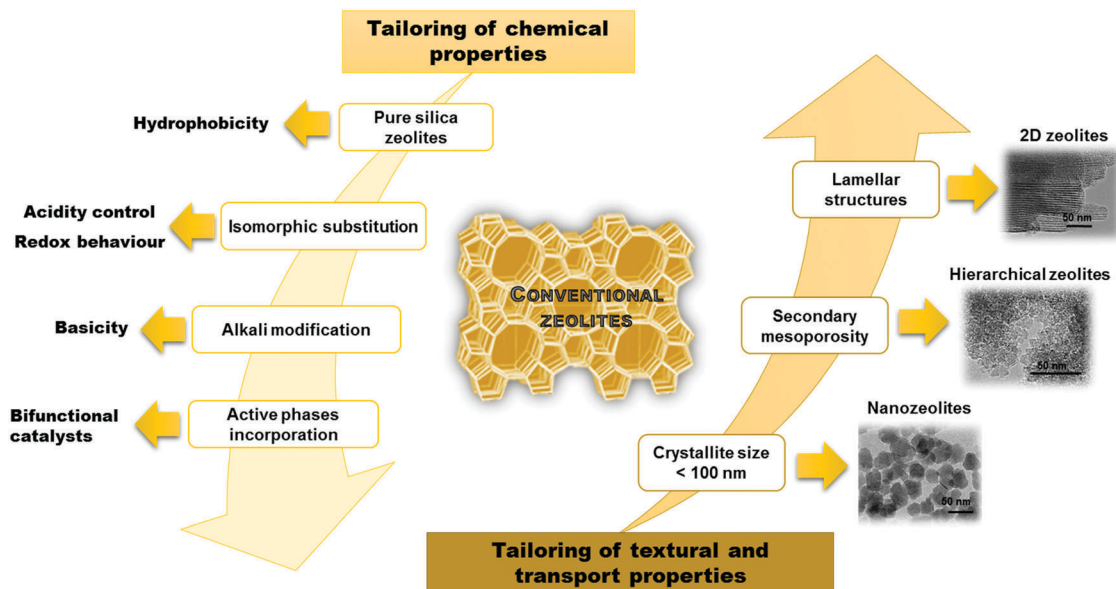 Tailoring of chemical
properties
Hydrophobicity
Pure silica
zeolites
Acidity control
Redox behaviour
Isomorphic substitution
Basicity
Alkali modification
Bifunctional
catalysts
Active phases
incorporation
CONVENTIONAL
ZEOLITES
2D zeolites
Lamellar
structures
50 nm
Hierarchical zeolites
Secondary
mesoporosity
50 nm
Nanozeolites
Crystallite size
< 100 nm
50 nm
Tailoring of textural and
transport properties